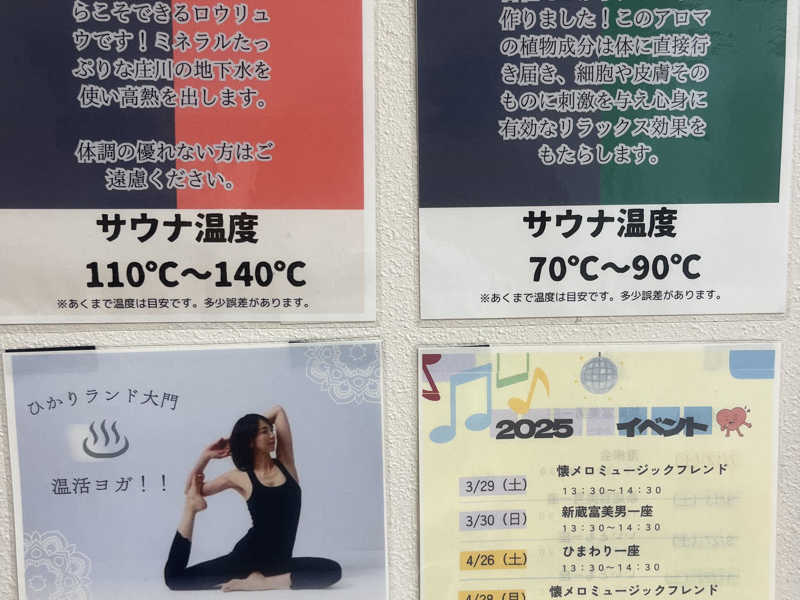 らこそできるロウリュ
ウです！ミネラルたっ
ぷりな庄川の地下水を
使い高熱を出します。
体調の優れない方はご
遠慮ください。
サウナ温度
110℃～140℃
※あくまで温度は目安です。多少誤差があります。
作りました！このアロマ
の植物成分は体に直接行
き届き、細胞や皮膚その
ものに刺激を与え心身に
有効なリラックス効果を
もたらします。
サウナ温度
70℃～90℃
※あくまで温度は目安です。多少誤差があります。
ひかりランド大門
温活ヨガ！！
2025 イベント
3/29（土） 懐メロミュージックフレンド
13：30～14：30
3/30（日） 新蔵富美男一座
13：30～14：30
4/26（土） ひまわり一座
13：30～14：30
懐メロミュージックフレンド